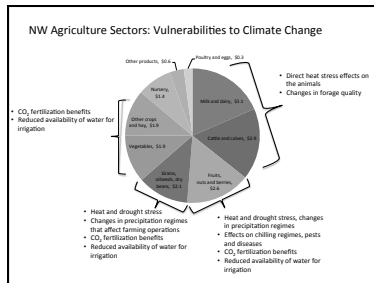 NW Agriculture Sectors: Vulnerabilities to Climate Change
Other products, $0.6
Poultry and eggs, $0.3
Nursery,
$1.4
Milk and dairy,
Other crops
and hay, $1.9
Cattle and calves,
Vegetables, $1.9
Grains,
oilseeds, dry
beans, $2.1
Fruits,
nuts and berries,
$2.6
• Direct heat stress effects on
the animals
• Changes in forage quality
• CO₂ fertilization benefits
• Reduced availability of water for
irrigation
• Heat and drought stress
• Changes in precipitation regimes
that affect farming operations
• CO₂ fertilization benefits
• Reduced availability of water for
irrigation
• Heat and drought stress, changes
in precipitation regimes
• Effects on chilling regimes, pests
and diseases
• CO₂ fertilization benefits
• Reduced availability of water for
irrigation